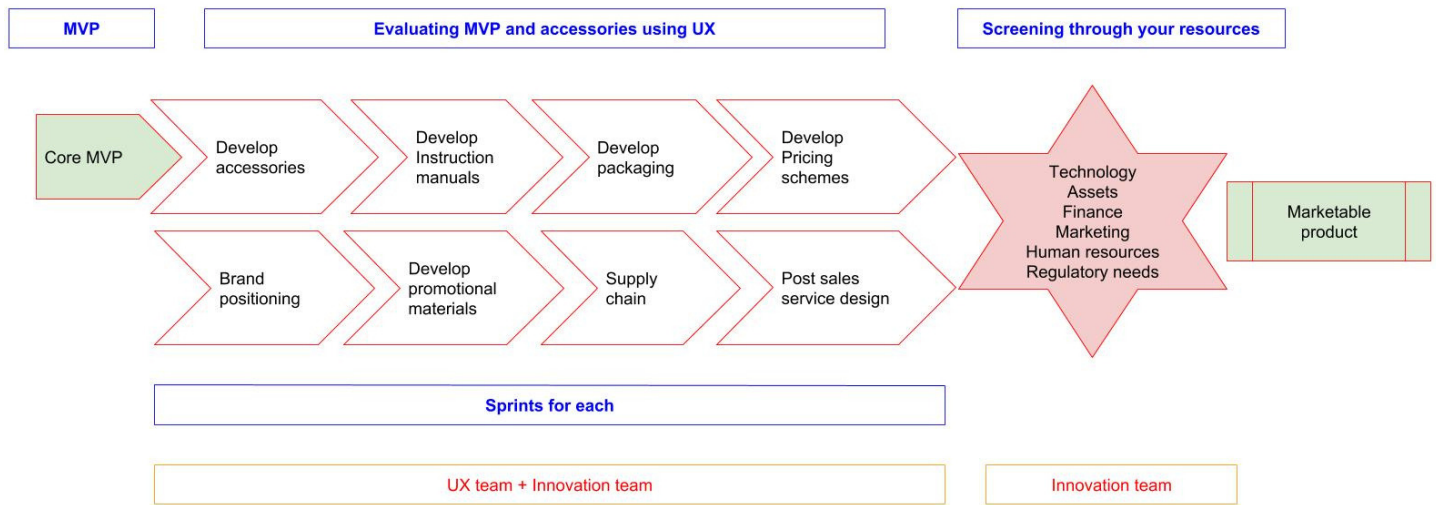 MVP
Evaluating MVP and accessories using UX
Screening through your resources
Core MVP
Develop
accessories
Develop
Instruction
manuals
Develop
packaging
Develop
Pricing
schemes
Brand
positioning
Develop
promotional
materials
Supply
chain
Post sales
service design
Technology
Assets
Finance
Marketing
Human resources
Regulatory needs
Marketable
product
Sprints for each
UX team + Innovation team
Innovation team